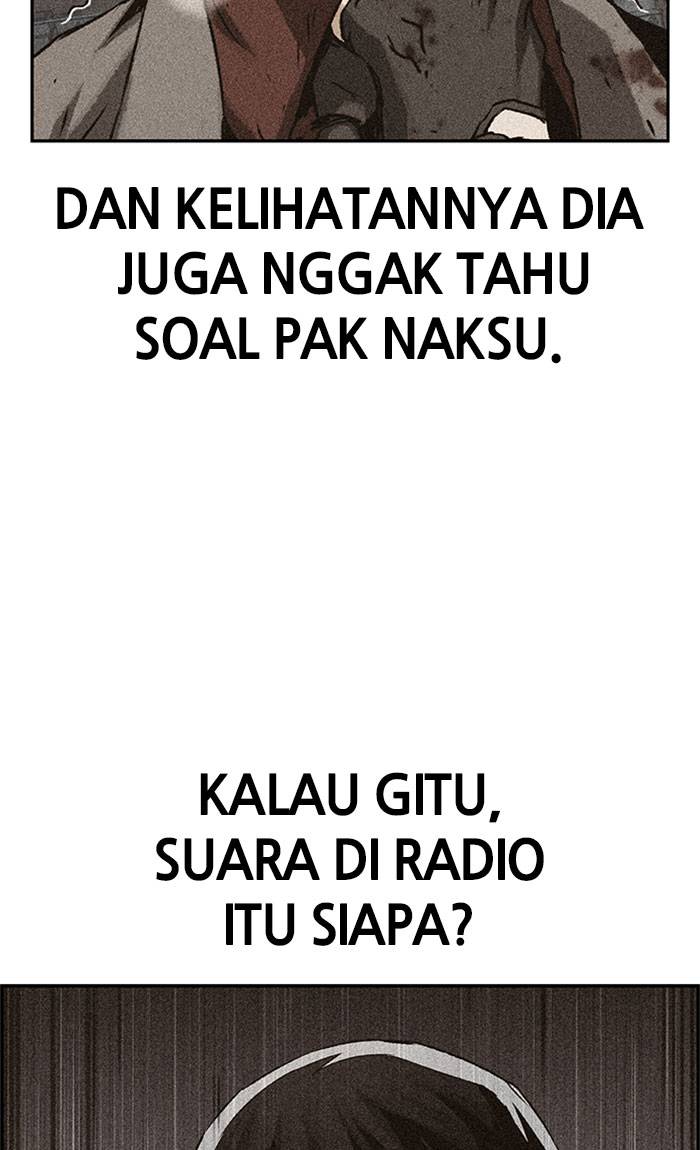 DAN KELIHATANNYA DIA
JUGA NGGAK TAHU
SOAL PAK NAKSU.
KALAU GITU,
SUARA DI RADIO
ITU SIAPA?